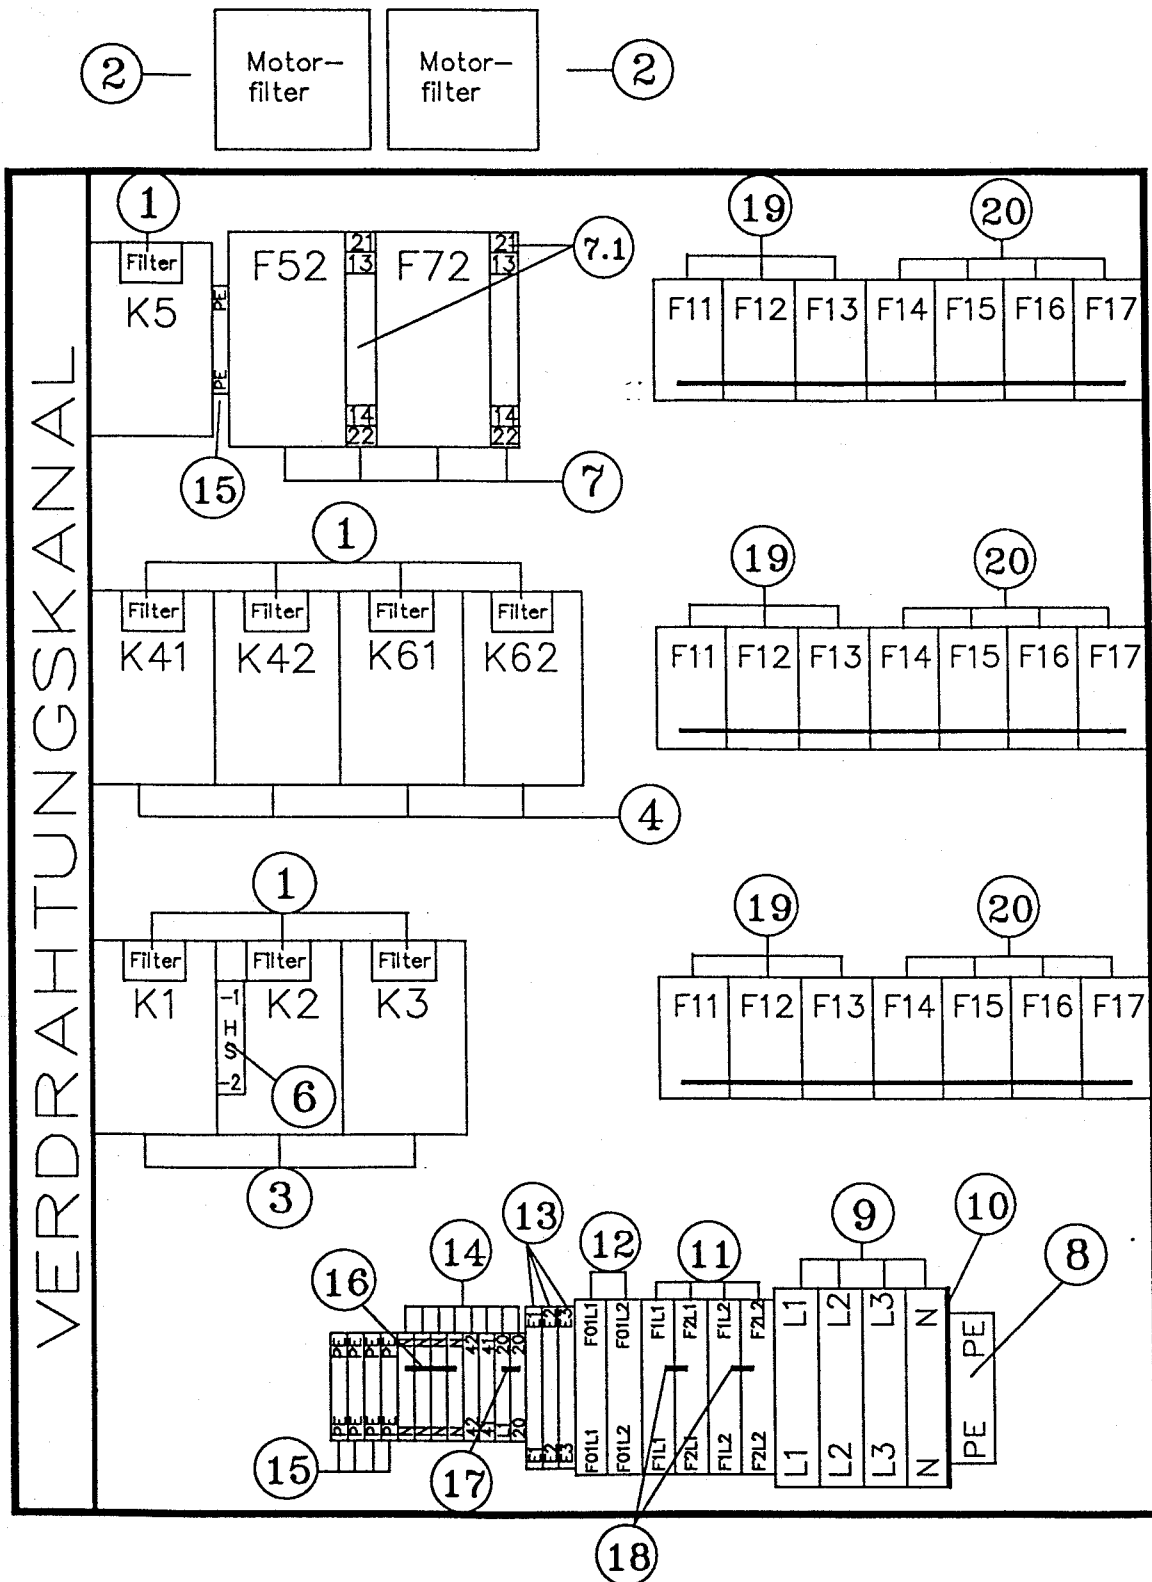 2
Motor-
filter
Motor-
filter
2
VERDRAHTUNGSKANAL
1
Filter
K5
PE
PE
15
F52
21
13
14
22
F72
21
13
14
22
7.1
7
19
20
F11 F12 F13 F14 F15 F16 F17
1
Filter Filter Filter Filter
K41 K42 K61 K62
4
19
20
F11 F12 F13 F14 F15 F16 F17
1
Filter Filter Filter
K1 K2 K3
-1
H
S
-2
6
3
19
20
F11 F12 F13 F14 F15 F16 F17
16 14 13 12 11 9 10 8
PE PE PE PE N N N N 42 41 20 20 E1 E2 E3 F01L1 F01L2 F1L1 F2L1 F1L2 F2L2 L1 L2 L3 N PE
PE PE PE PE N N N N 42 41 L1 20 E1 E2 E3 F01L1 F01L2 F1L1 F2L1 F1L2 F2L2 L1 L2 L3 N PE
15 17 18